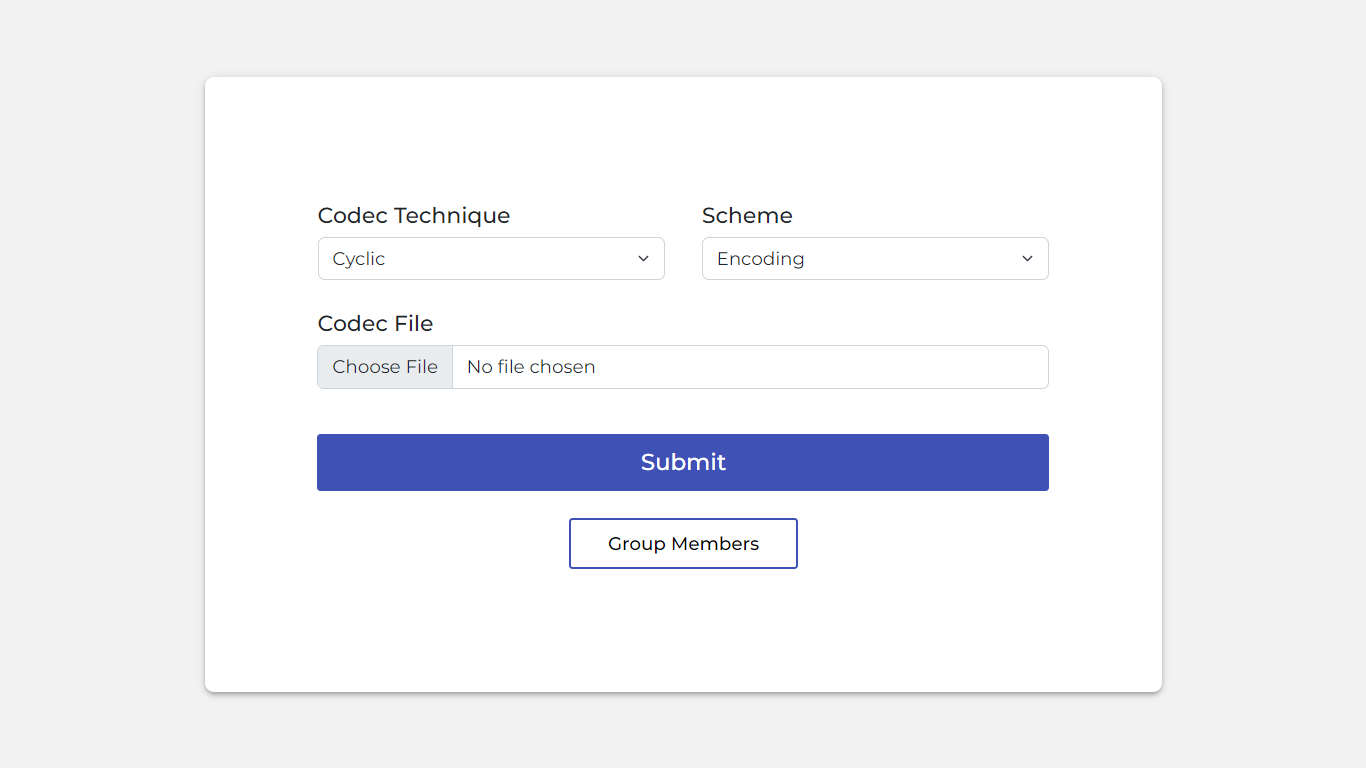 Codec Technique
Scheme
Cyclic
Encoding
Codec File
Choose File
No file chosen
Submit
Group Members